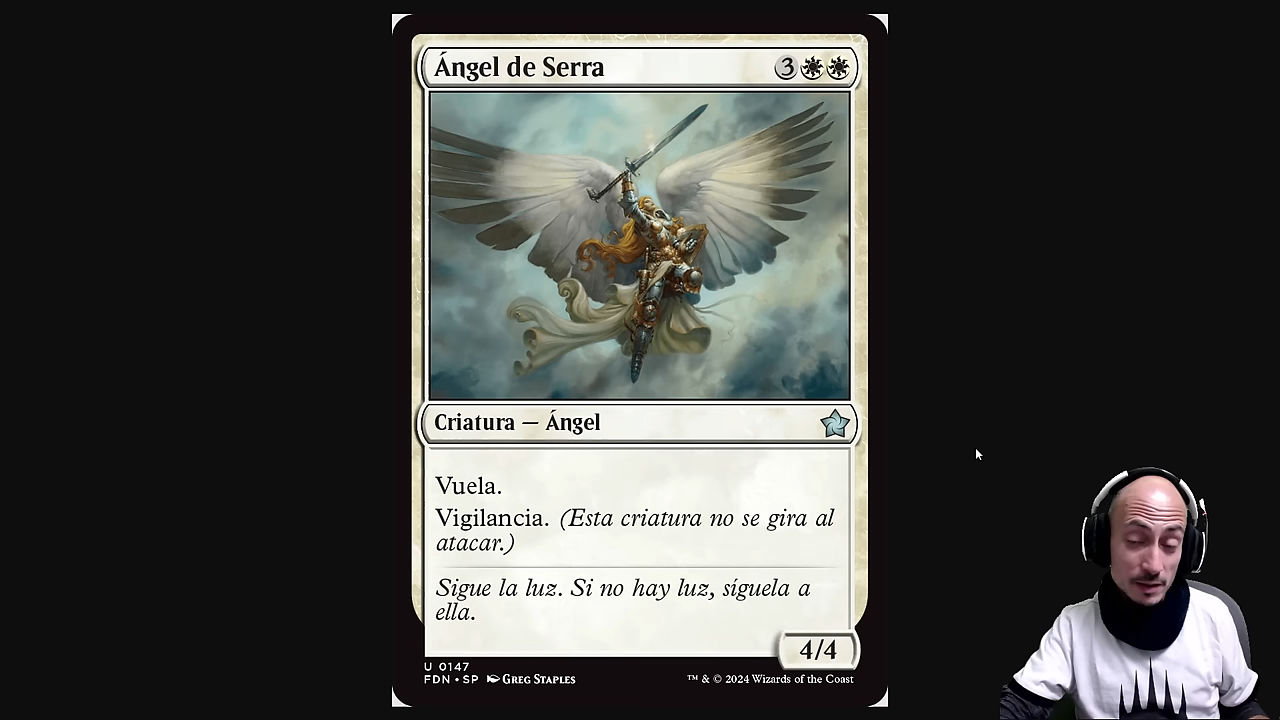 Ángel de Serra 3
Criatura — Ángel
Vuela.
Vigilancia. (Esta criatura no se gira al
atacar.)
Sigue la luz. Si no hay luz, síguela a
ella.
4/4
U 0147
FDN • SP Greg Staples
™ & © 2024 Wizards of the Coast